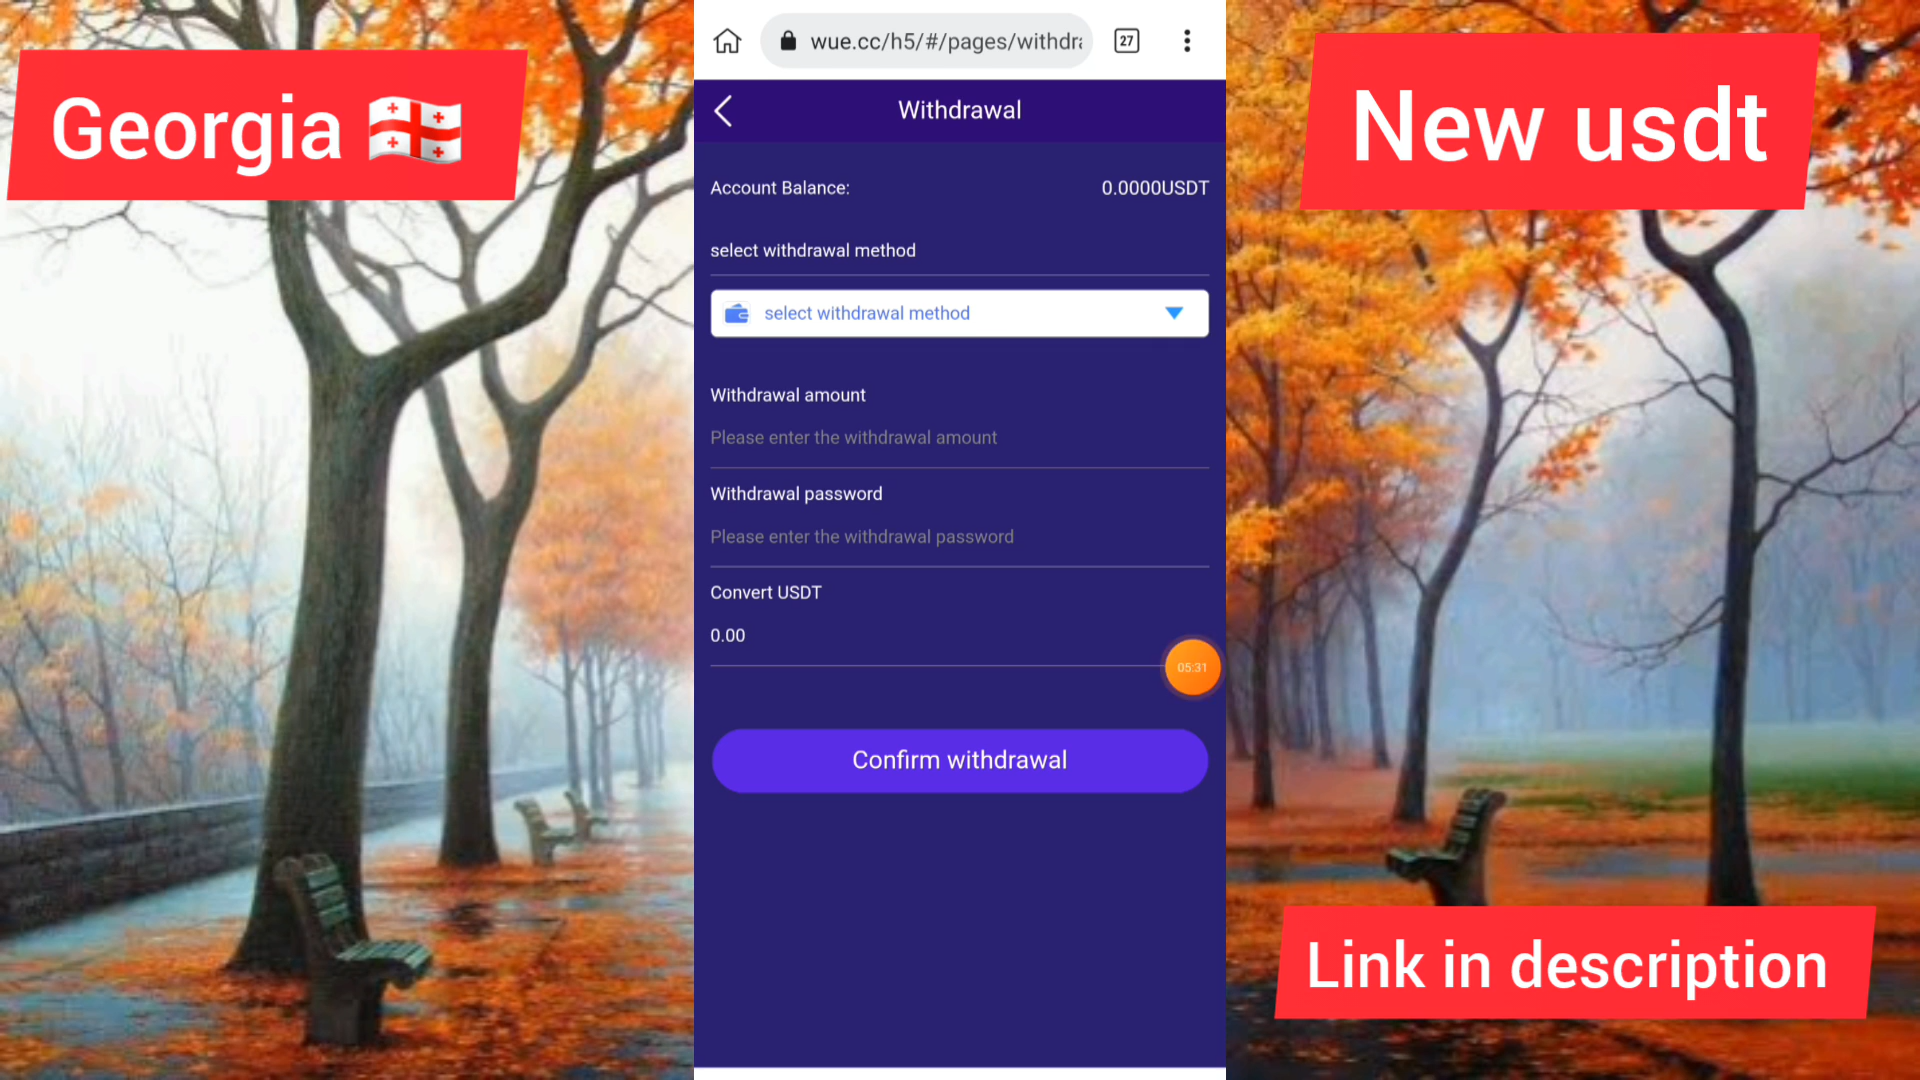 Georgia 🇬🇪
wue.cc/h5/#/pages/withdra
27
New usdt
Withdrawal
Account Balance: 0.0000USDT
select withdrawal method
select withdrawal method
Withdrawal amount
Please enter the withdrawal amount
Withdrawal password
Please enter the withdrawal password
Convert USDT
0.00
05:31
Confirm withdrawal
Link in description